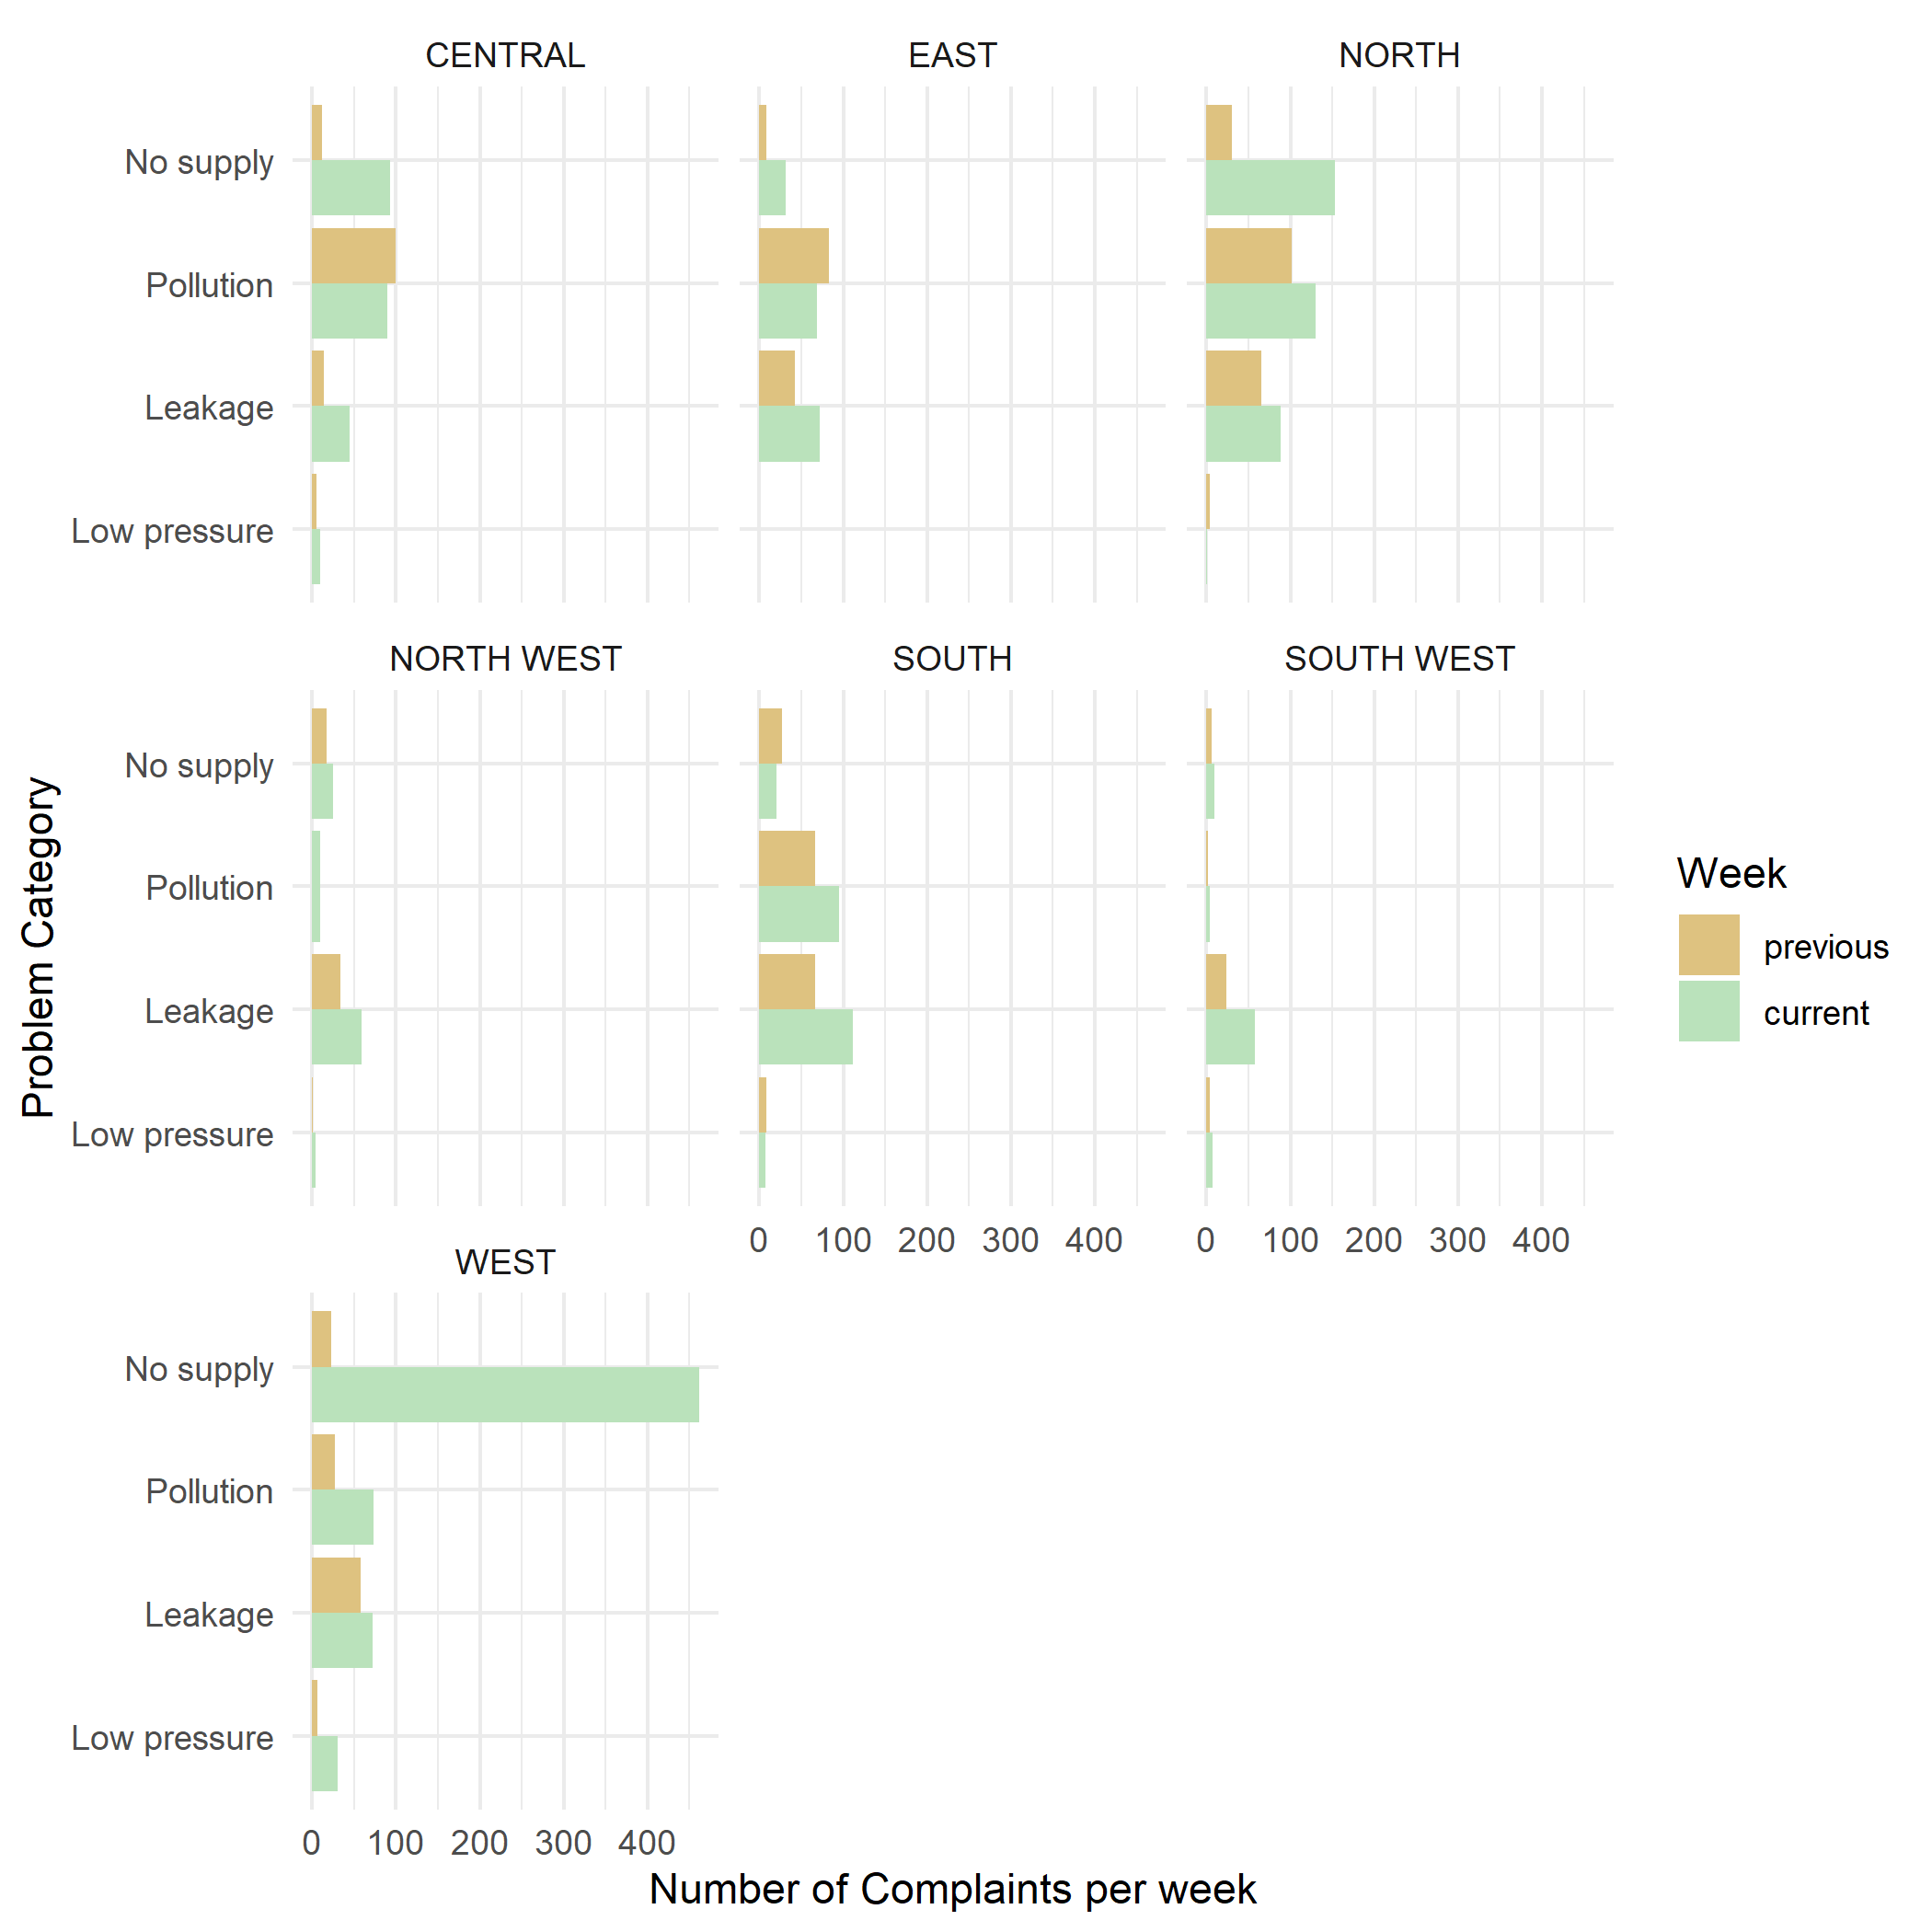 CENTRAL EAST NORTH
No supply
Pollution
Leakage
Low pressure
NORTH WEST SOUTH SOUTH WEST
No supply
Pollution
Leakage
Low pressure
0 100 200 300 400 0 100 200 300 400
WEST
No supply
Pollution
Leakage
Low pressure
0 100 200 300 400
Number of Complaints per week
Problem Category
Week
previous
current